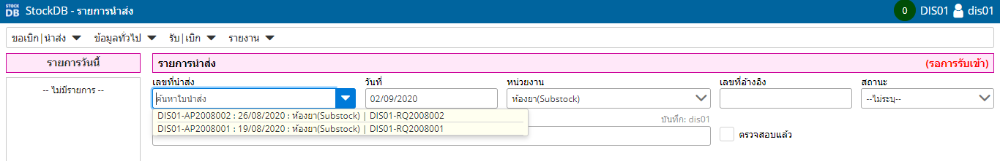 STOCK DB StockDB - รายการนำส่ง 0 DIS01 dis01
ขอเบิก|นำส่ง ข้อมูลทั่วไป รับ|เบิก รายงาน
รายการวันนี้ รายการนำส่ง (รอการรับเข้า)
-- ไม่มีรายการ --
เลขที่นำส่ง วันที่ หน่วยงาน เลขที่อ้างอิง สถานะ
ค้นหาใบนำส่ง 02/09/2020 ห้องยา(Substock) --ไม่ระบุ--
DIS01-AP2008002 : 26/08/2020 : ห้องยา(Substock) | DIS01-RQ2008002
บันทึก: dis01
DIS01-AP2008001 : 19/08/2020 : ห้องยา(Substock) | DIS01-RQ2008001
ตรวจสอบแล้ว